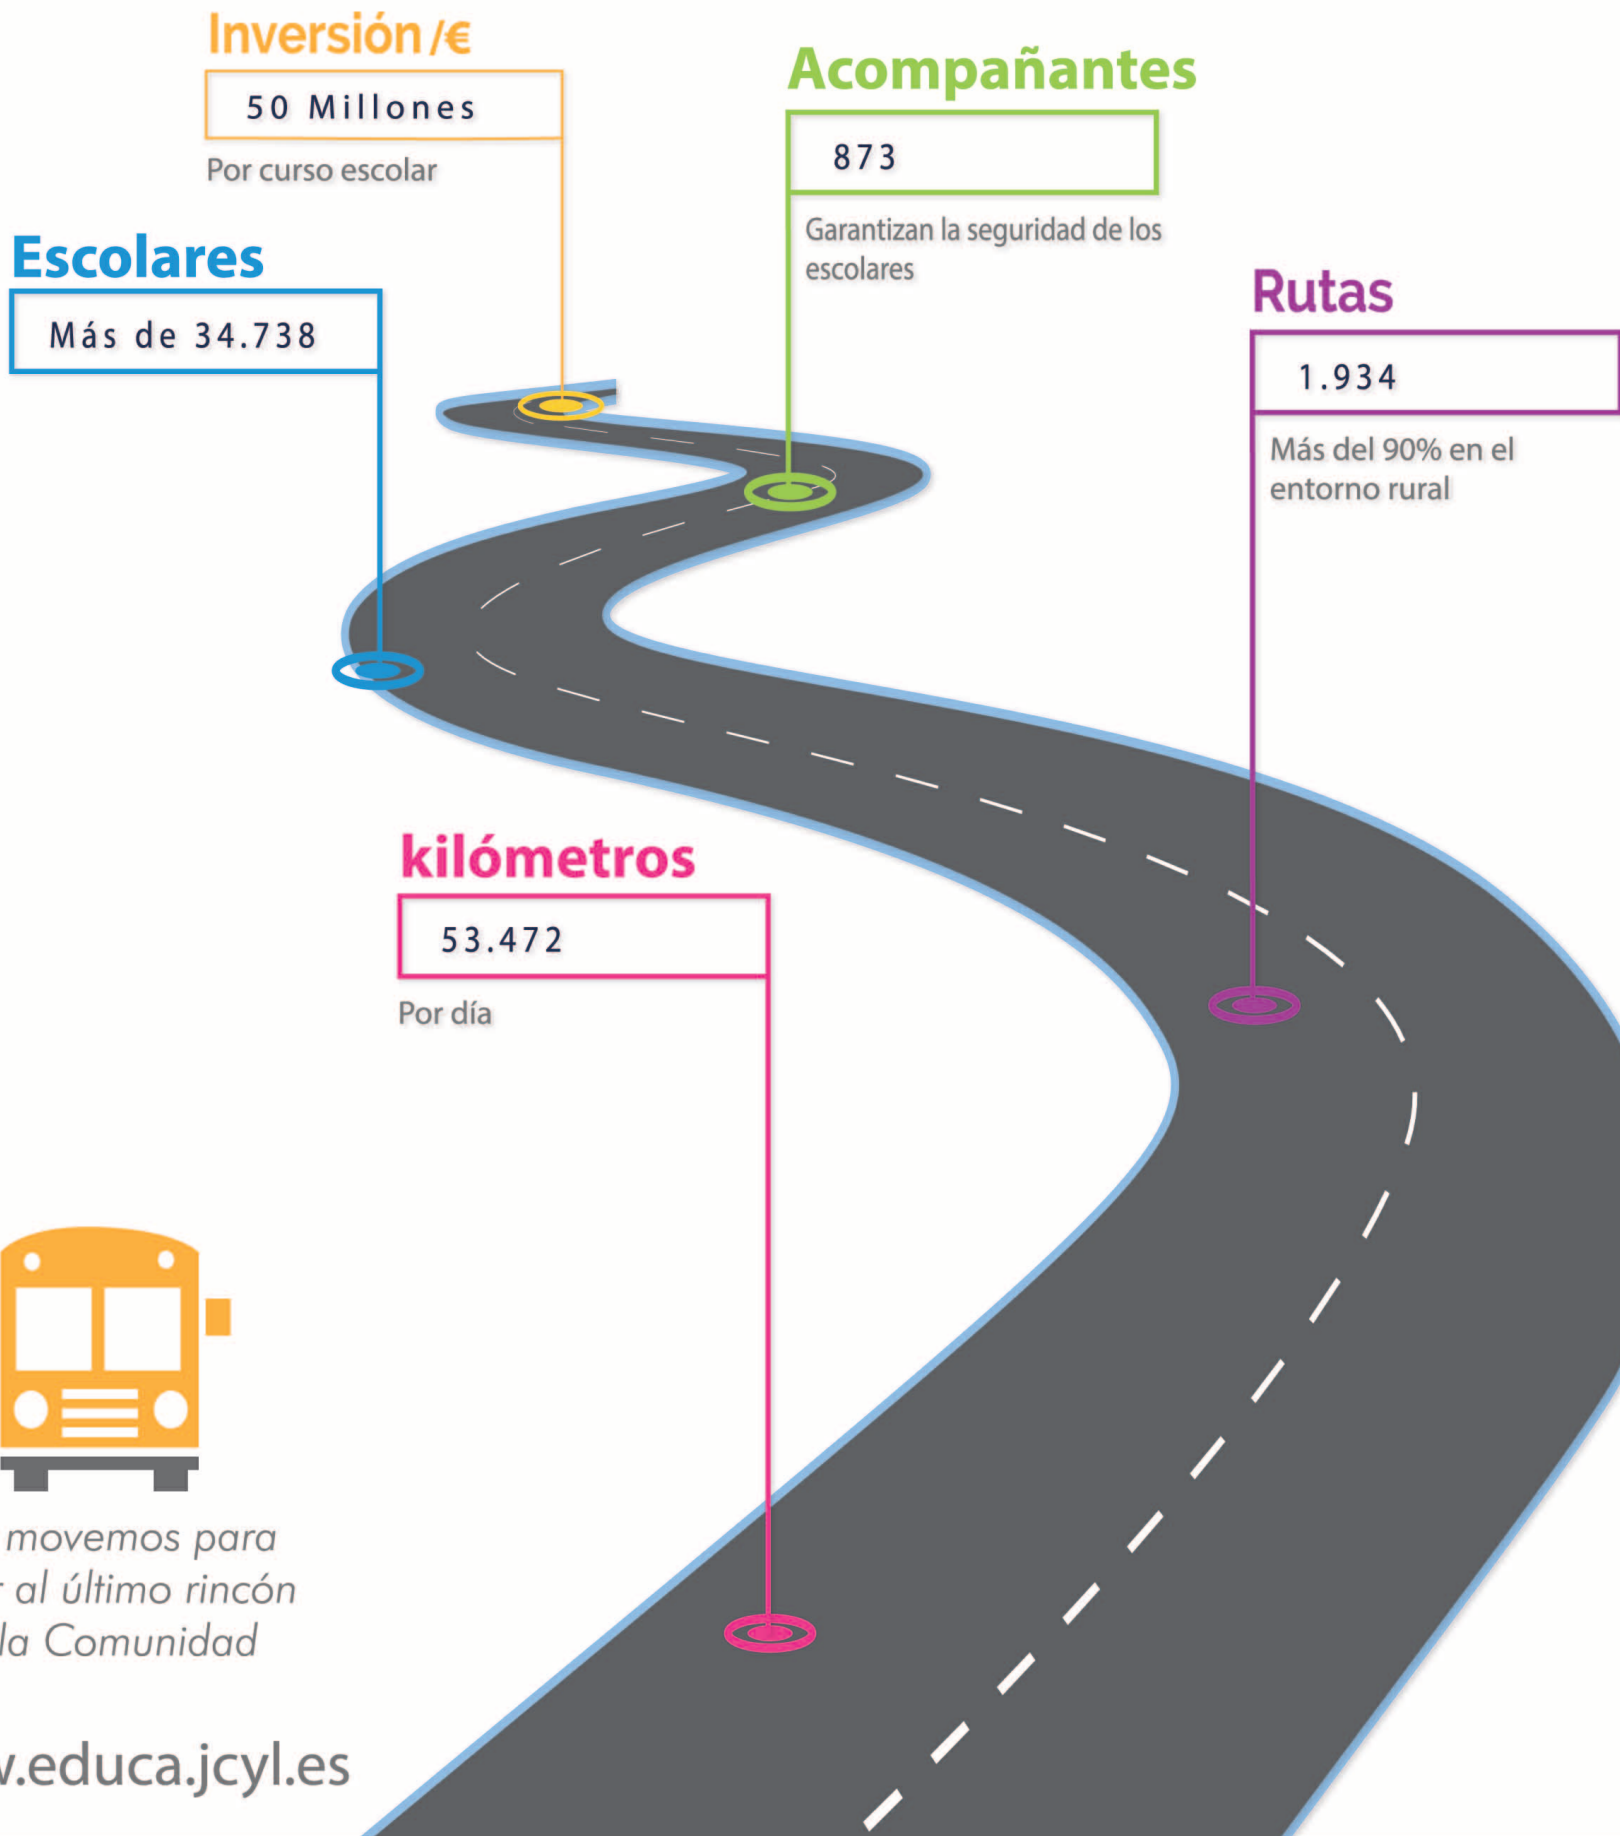 Inversión /€
50 Millones
Por curso escolar
Acompañantes
873
Garantizan la seguridad de los
escolares
Escolares
Más de 34.738
Rutas
1.934
Más del 90% en el
entorno rural
kilómetros
53.472
Por día
movemos para
al último rincón
la Comunidad
.educa.jcyl.es